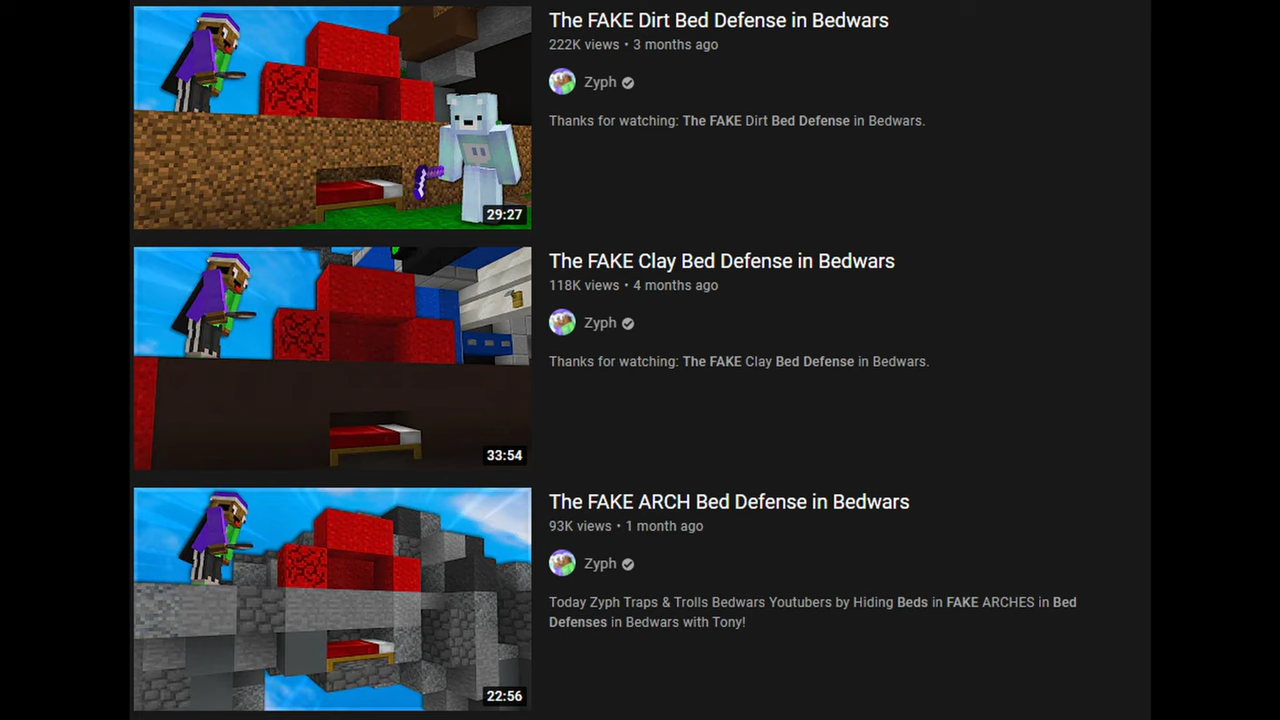 The FAKE Dirt Bed Defense in Bedwars
222K views • 3 months ago
Zyph
Thanks for watching: The FAKE Dirt Bed Defense in Bedwars.
29:27
The FAKE Clay Bed Defense in Bedwars
118K views • 4 months ago
Zyph
Thanks for watching: The FAKE Clay Bed Defense in Bedwars.
33:54
The FAKE ARCH Bed Defense in Bedwars
93K views • 1 month ago
Zyph
Today Zyph Traps & Trolls Bedwars Youtubers by Hiding Beds in FAKE ARCHES in Bed
Defenses in Bedwars with Tony!
22:56